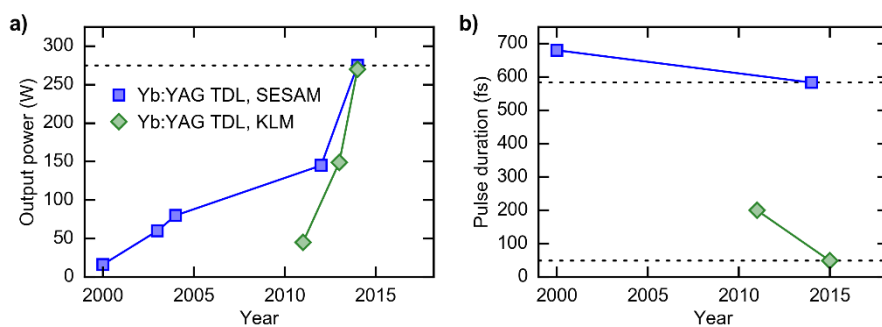 a)
300
250
200
150
100
50
0
Output power (W)
Yb:YAG TDL, SESAM
Yb:YAG TDL, KLM
2000 2005 2010 2015
Year
b)
700
600
500
400
300
200
100
0
Pulse duration (fs)
2000 2005 2010 2015
Year